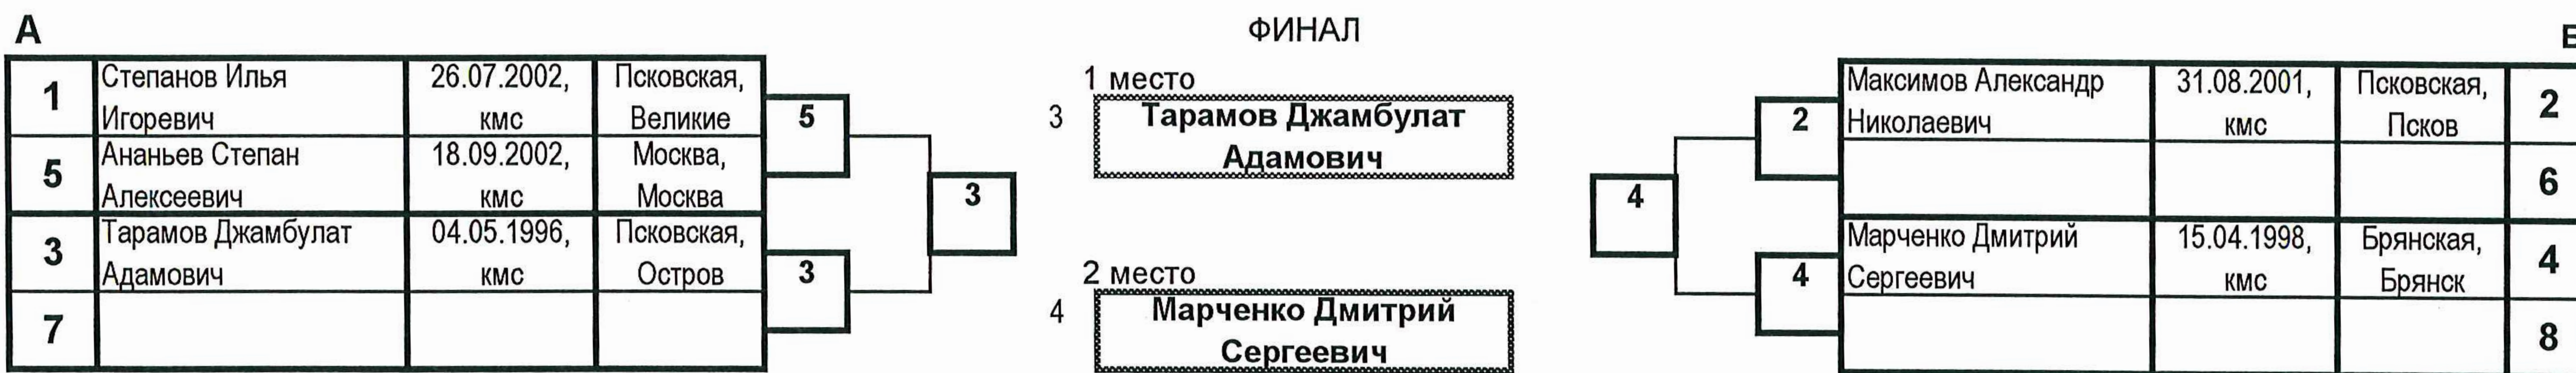 А
ФИНАЛ
1
Степанов Илья
Игоревич
26.07.2002,
кмс
Псковская,
Великие
5
Ананьев Степан
Алексеевич
18.09.2002,
кмс
Москва,
Москва
3
Тарамов Джамбулат
Адамович
04.05.1996,
кмс
Псковская,
Остров
7
5
3
3
1 место
3
Тарамов Джамбулат
Адамович
2 место
4
Марченко Дмитрий
Сергеевич
4
2
4
Максимов Александр
Николаевич
31.08.2001,
кмс
Псковская,
Псков
2
6
Марченко Дмитрий
Сергеевич
15.04.1998,
кмс
Брянская,
Брянск
4
8